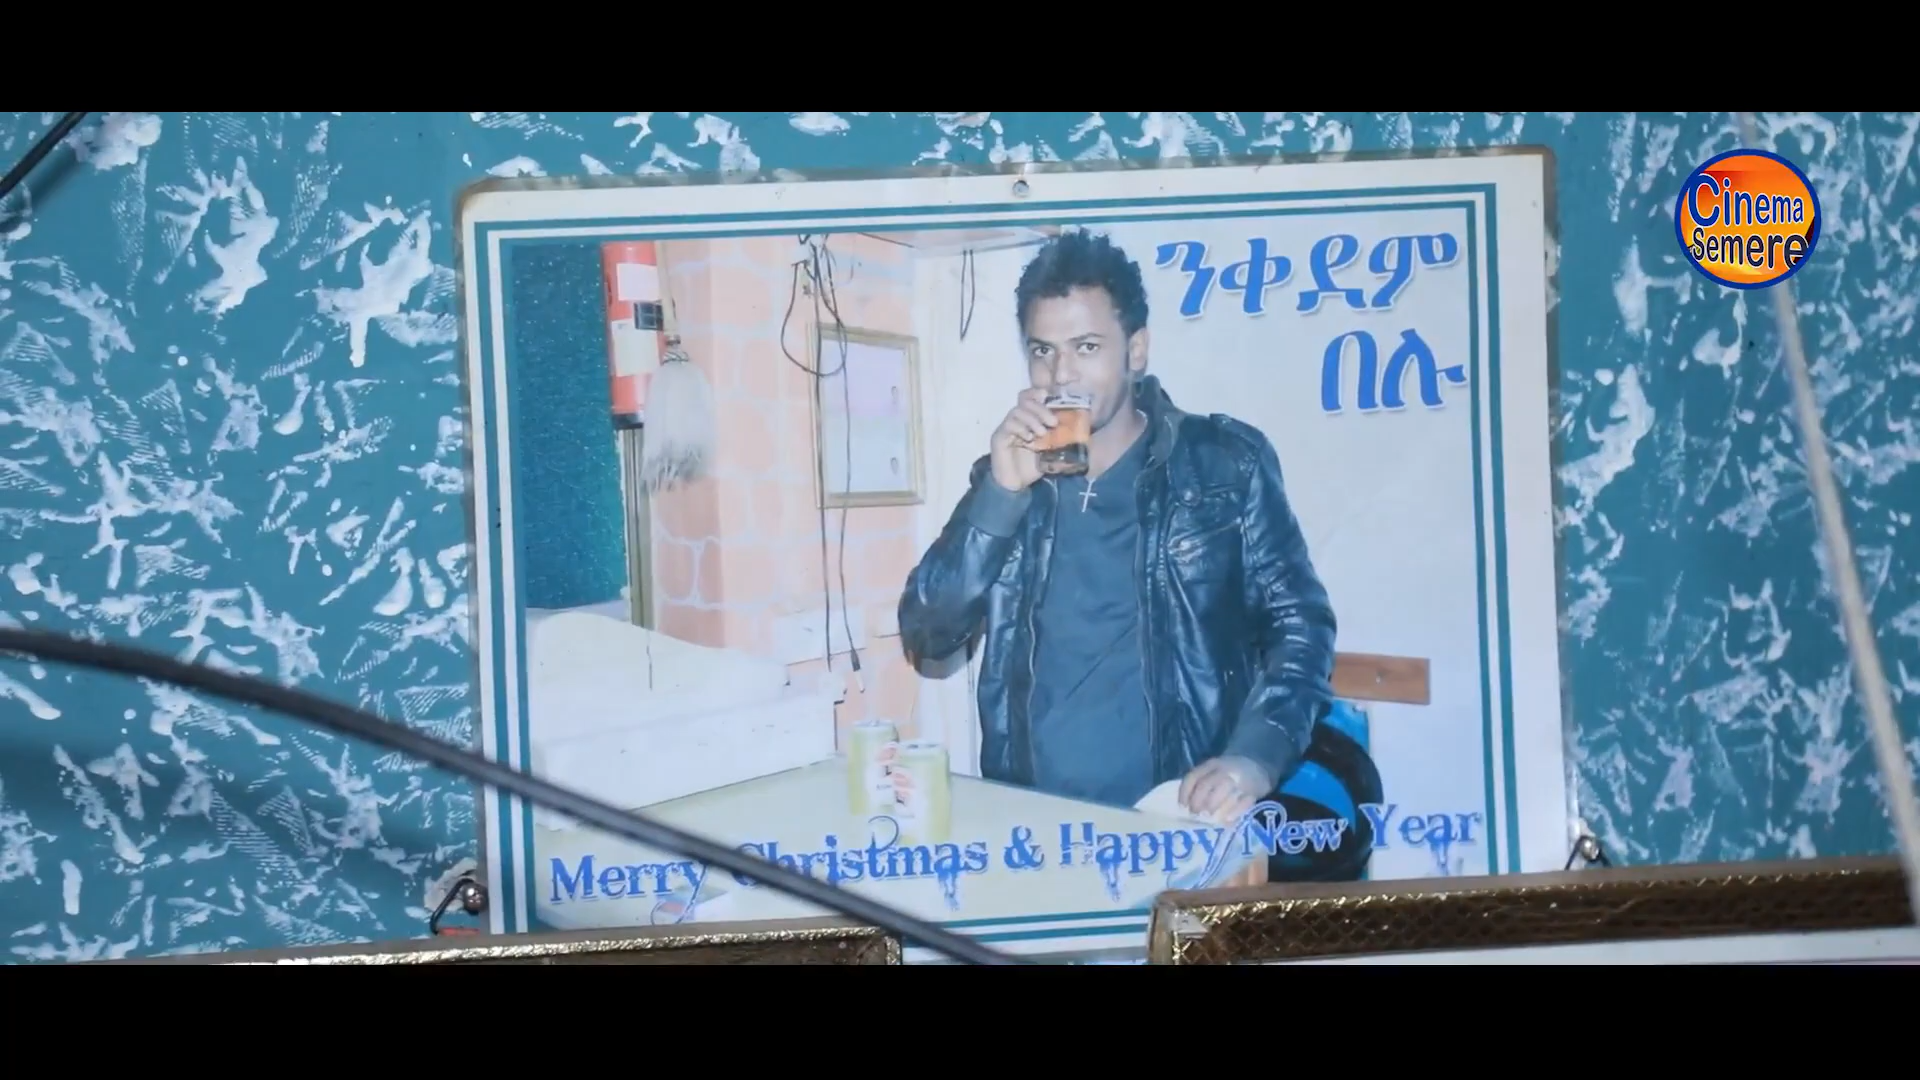 Cinema
Semere
ንቀደም
በሉ
Merry Christmas & Happy New Year